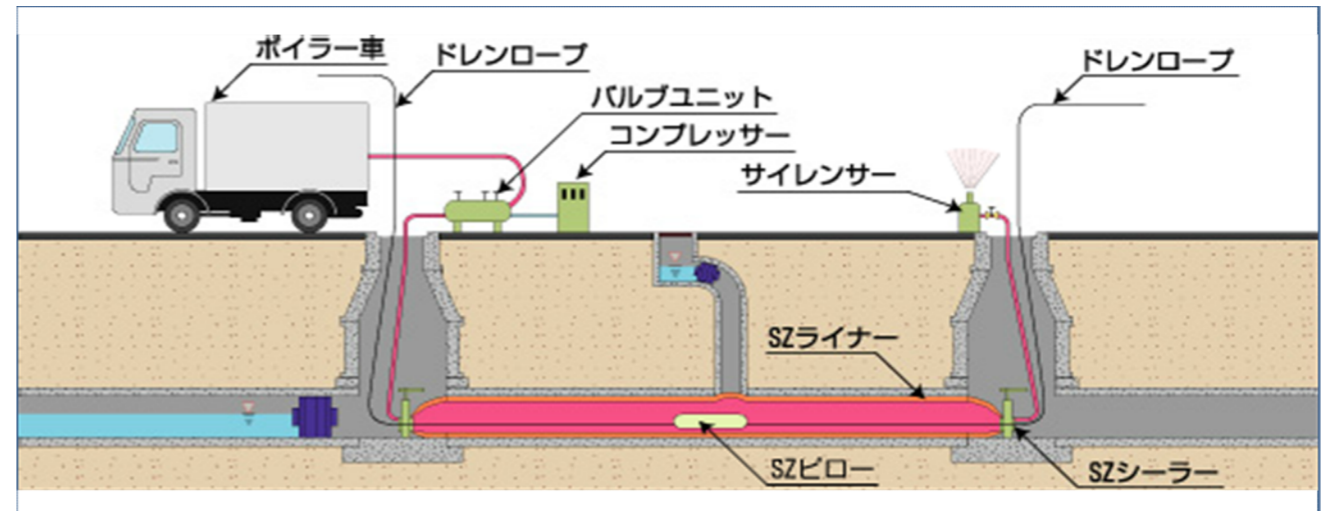 ボイラー車
ドレンロープ
ドレンロープ
バルブユニット
コンプレッサー
サイレンサー
SZライナー
SZピロー
SZシーラー